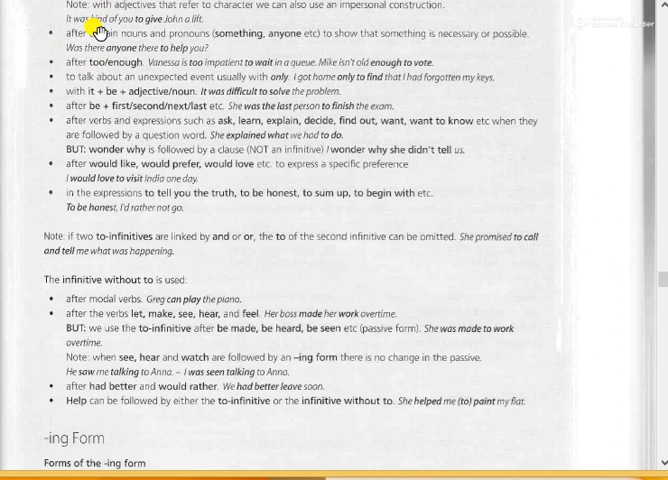 Note: with adjectives that refer to character we can also use an impersonal construction.
It was kind of you to give John a lift.
• after certain nouns and pronouns (something, anyone etc) to show that something is necessary or possible.
Was there anyone there to help you?
• after too/enough. Vanessa is too impatient to wait in a queue. Mike isn't old enough to vote.
• to talk about an unexpected event usually with only. I got home only to find that I had forgotten my keys.
• with it + be + adjective/noun. It was difficult to solve the problem.
• after be + first/second/next/last etc. She was the last person to finish the exam.
• after verbs and expressions such as ask, learn, explain, decide, find out, want, want to know etc when they
are followed by a question word. She explained what we had to do.
BUT: wonder why is followed by a clause (NOT an infinitive) I wonder why she didn't tell us.
• after would like, would prefer, would love etc. to express a specific preference
I would love to visit India one day.
• in the expressions to tell you the truth, to be honest, to sum up, to begin with etc.
To be honest, I'd rather not go.
Note: if two to-infinitives are linked by and or or, the to of the second infinitive can be omitted. She promised to call
and tell me what was happening.
The infinitive without to is used:
• after modal verbs. Greg can play the piano.
• after the verbs let, make, see, hear, and feel. Her boss made her work overtime.
BUT: we use the to-infinitive after be made, be heard, be seen etc (passive form). She was made to work
overtime.
Note: when see, hear and watch are followed by an –ing form there is no change in the passive.
He saw me talking to Anna. – I was seen talking to Anna.
• after had better and would rather. We had better leave soon.
• Help can be followed by either the to-infinitive or the infinitive without to. She helped me (to) paint my flat.
-ing Form
Forms of the -ing form